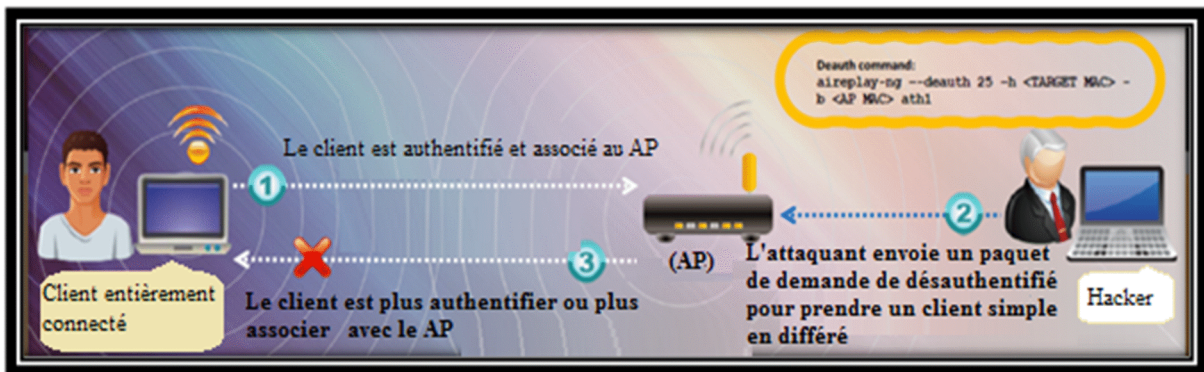 Deauth command:
aireplay-ng --deauth 25 -h <TARGET MAC> -
b <AP MAC> ath1
Le client est authentifié et associé au AP
1
2
3
(AP)
L'attaquant envoie un paquet
de demande de désauthentifié
pour prendre un client simple
en différé
Hacker
Client entièrement
connecté
Le client est plus authentifier ou plus
associer avec le AP